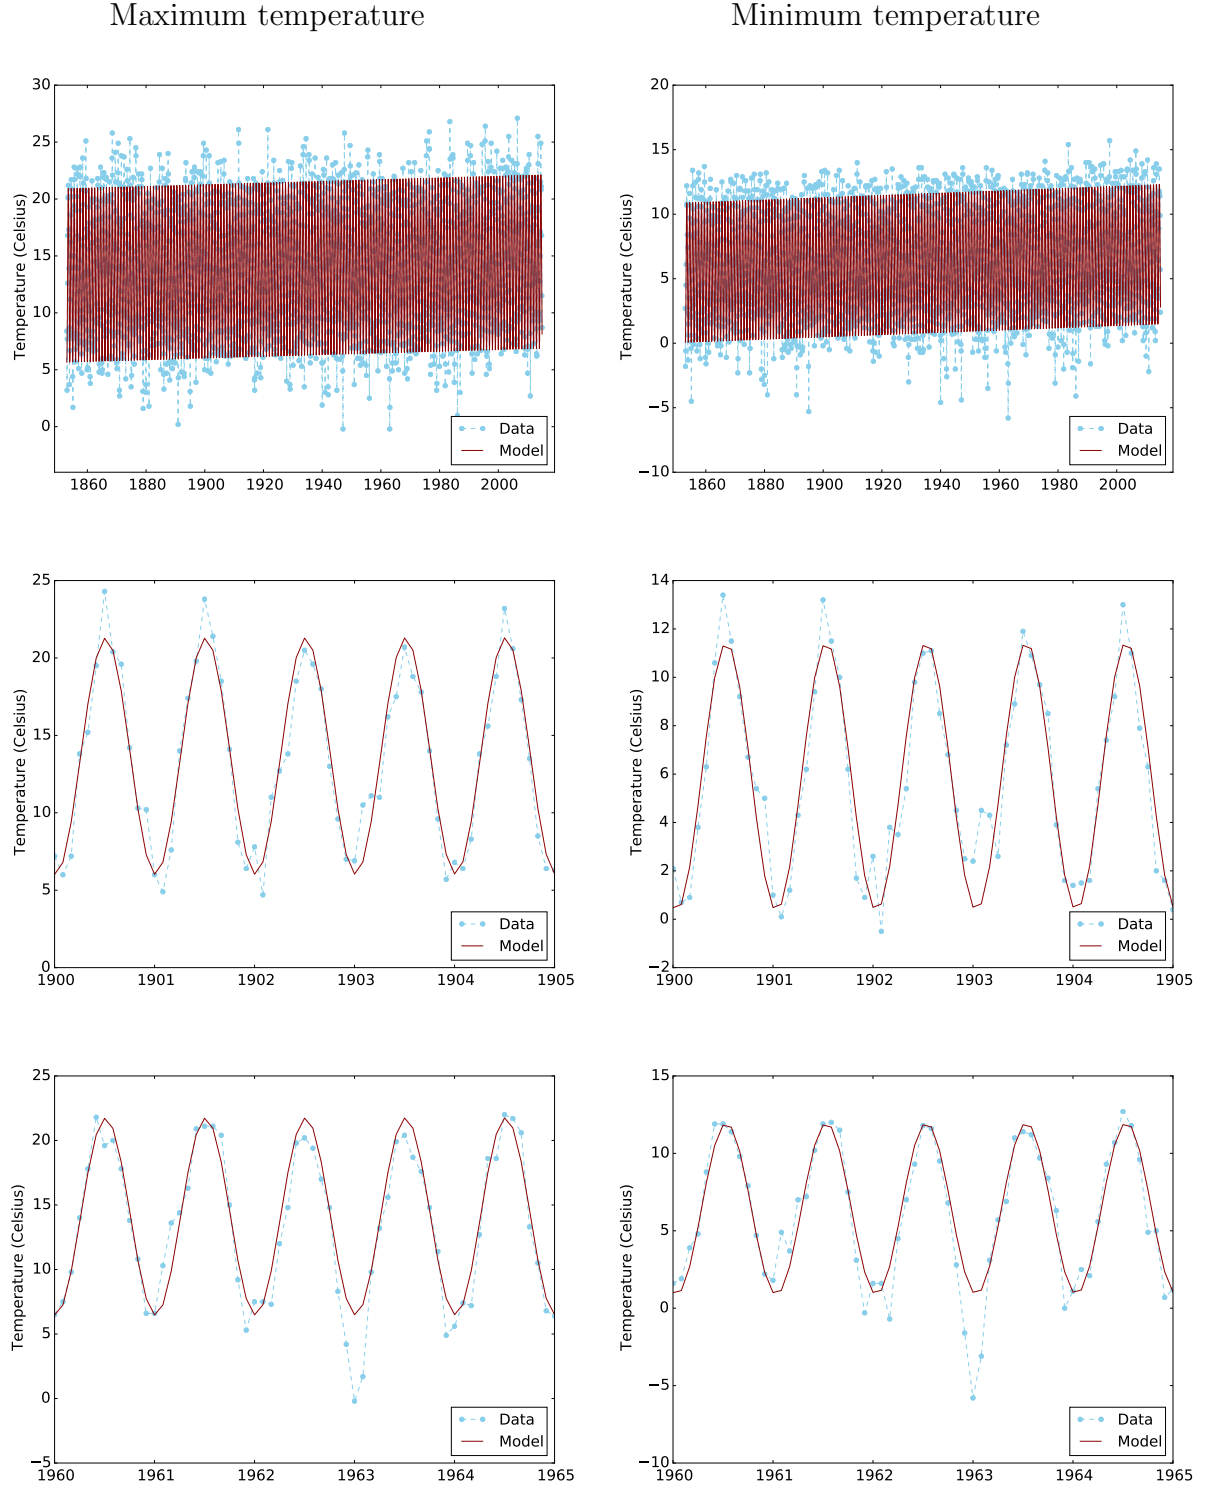 Maximum temperature
Minimum temperature
30
25
20
15
10
5
0
Temperature (Celsius)
1860 1880 1900 1920 1940 1960 1980 2000
Data
Model
20
15
10
5
0
−5
−10
Temperature (Celsius)
1860 1880 1900 1920 1940 1960 1980 2000
Data
Model
25
20
15
10
5
0
Temperature (Celsius)
1900 1901 1902 1903 1904 1905
Data
Model
14
12
10
8
6
4
2
0
−2
Temperature (Celsius)
1900 1901 1902 1903 1904 1905
Data
Model
25
20
15
10
5
0
−5
Temperature (Celsius)
1960 1961 1962 1963 1964 1965
Data
Model
15
10
5
0
−5
−10
Temperature (Celsius)
1960 1961 1962 1963 1964 1965
Data
Model